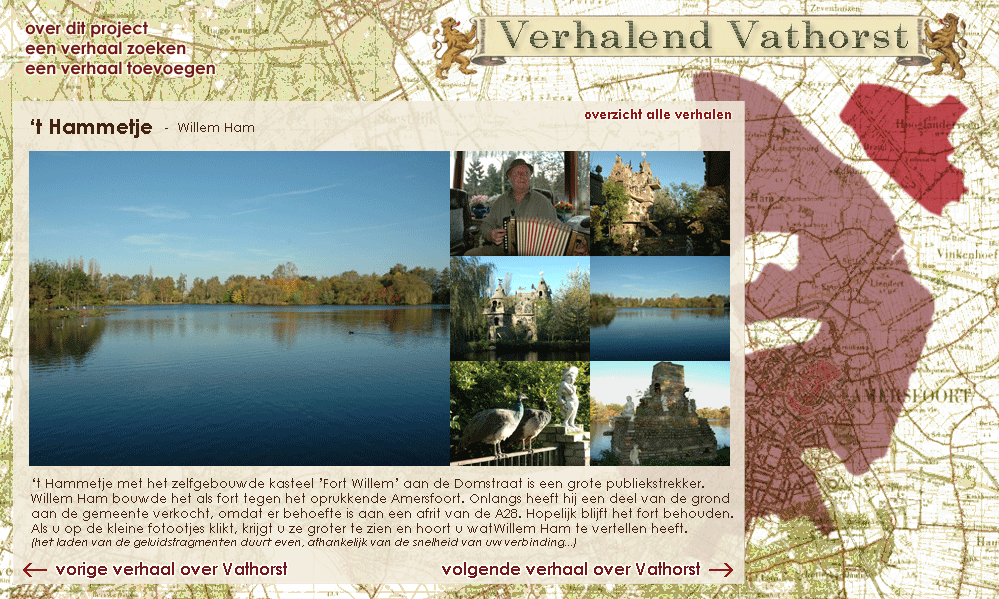 over dit project
een verhaal zoeken
een verhaal toevoegen
Verhalend Vathorst
overzicht alle verhalen
‘t Hammetje - Willem Ham
‘t Hammetje met het zelfgebouwde kasteel 'Fort Willem' aan de Domstraat is een grote publiekstrekker.
Willem Ham bouwde het als fort tegen het oprukkende Amersfoort. Onlangs heeft hij een deel van de grond
aan de gemeente verkocht, omdat er behoefte is aan een afrit van de A28. Hopelijk blijft het fort behouden.
Als u op de kleine fotootjes klikt, krijgt u ze groter te zien en hoort u watWillem Ham te vertellen heeft.
(het laden van de geluidsfragmenten duurt even, afhankelijk van de snelheid van uw verbinding...)
vorige verhaal over Vathorst
volgende verhaal over Vathorst
AMERSFOORT